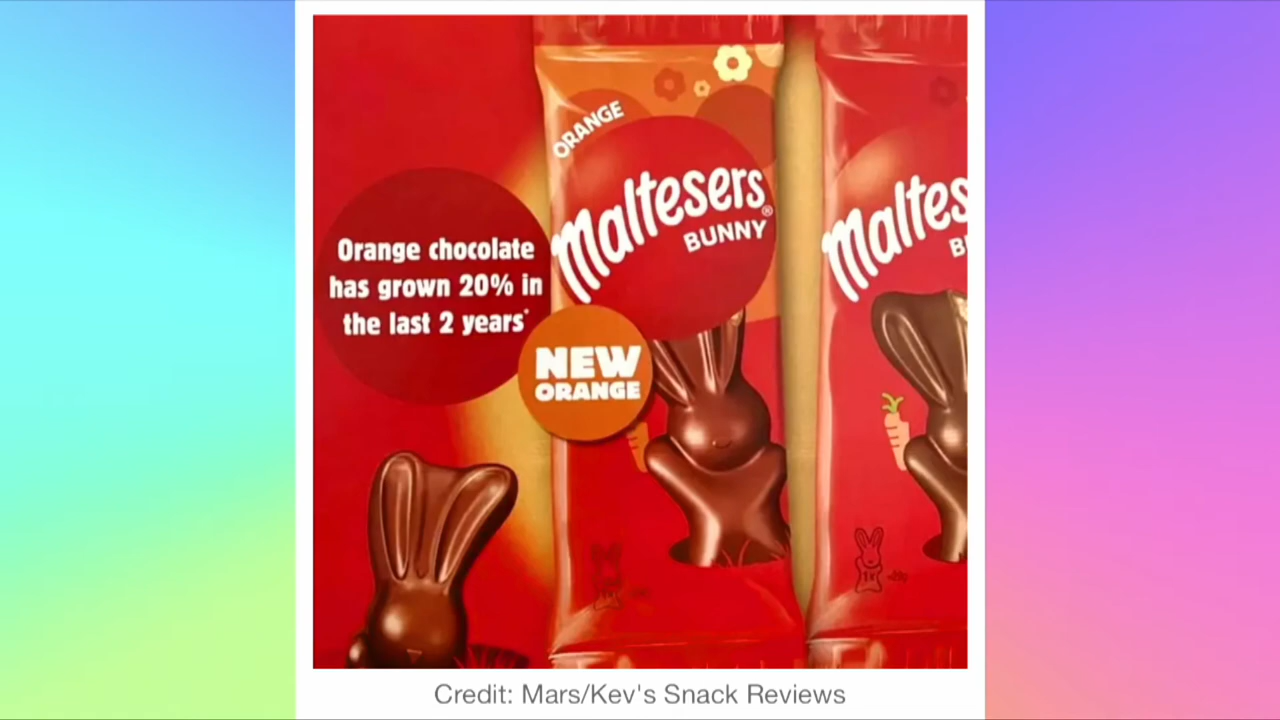 Orange chocolate
has grown 20% in
the last 2 years*
NEW
ORANGE
ORANGE
Maltesers®
BUNNY
Maltes
B
1x
Credit: Mars/Kev's Snack Reviews